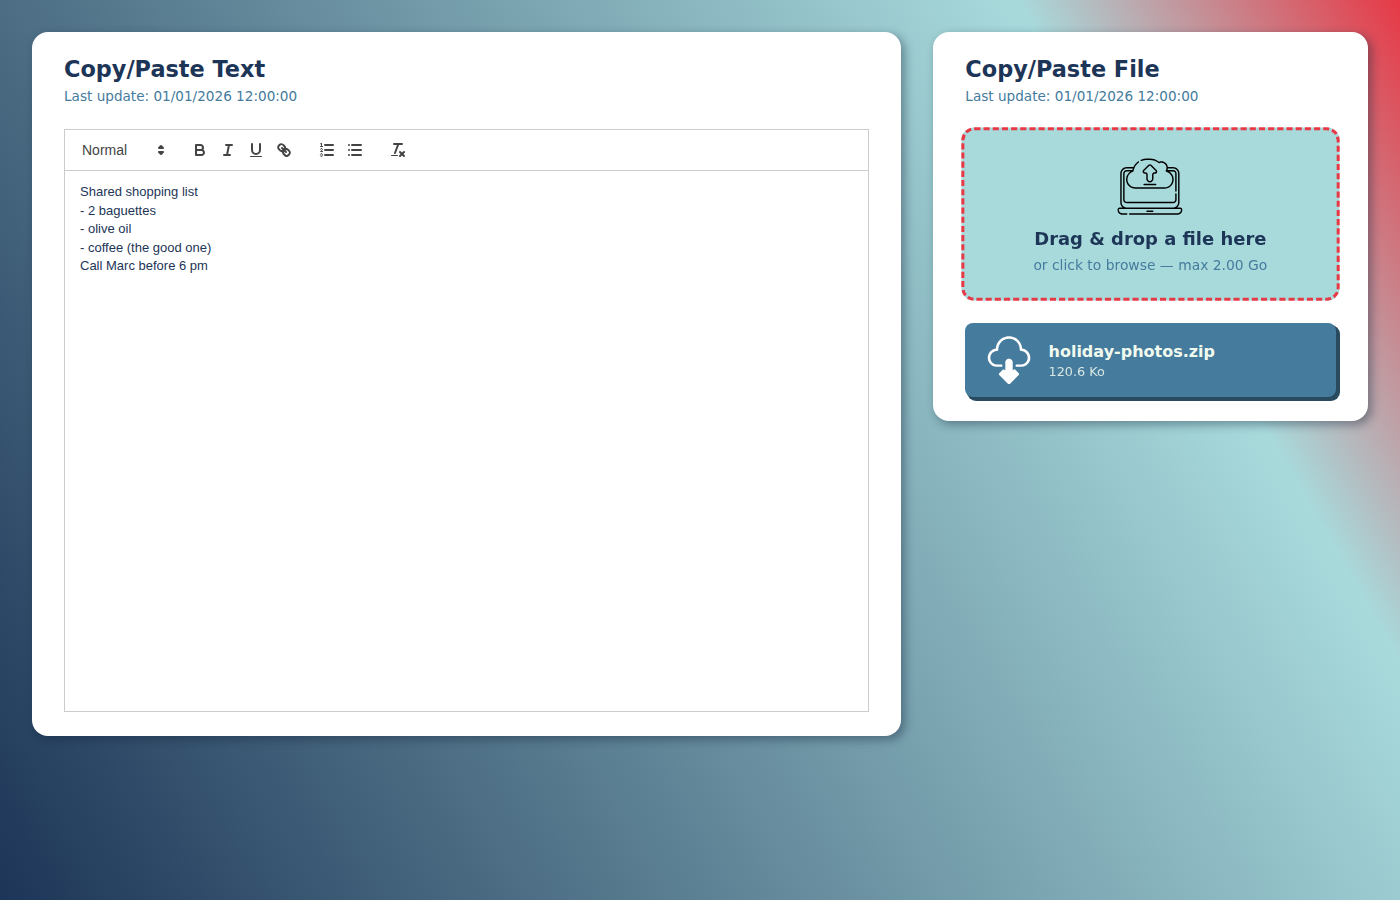 Copy/Paste Text
Last update: 01/01/2026 12:00:00
Normal
Shared shopping list
- 2 baguettes
- olive oil
- coffee (the good one)
Call Marc before 6 pm
Copy/Paste File
Last update: 01/01/2026 12:00:00
Drag & drop a file here
or click to browse — max 2.00 Go
holiday-photos.zip
120.6 Ko